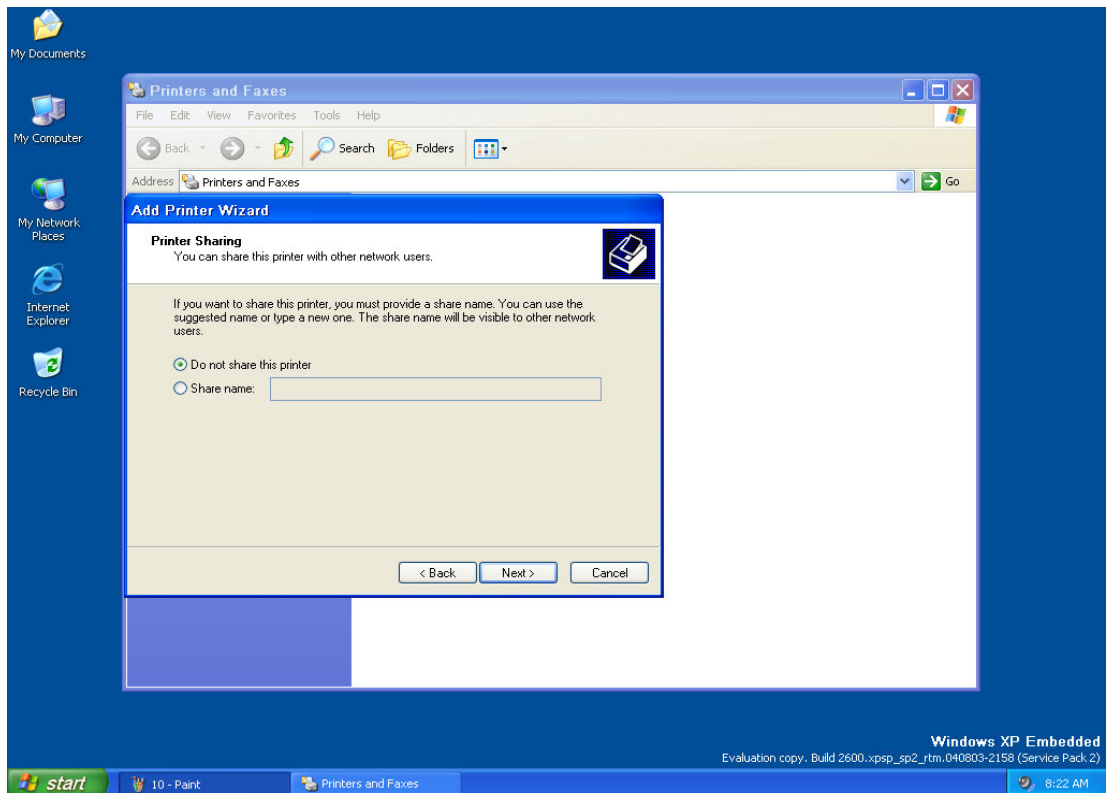 My Documents
My Computer
My Network
Places
Internet
Explorer
Recycle Bin
Printers and Faxes
File Edit View Favorites Tools Help
Back Search Folders
Address Printers and Faxes Go
Add Printer Wizard
Printer Sharing
You can share this printer with other network users.
If you want to share this printer, you must provide a share name. You can use the
suggested name or type a new one. The share name will be visible to other network
users.
Do not share this printer
Share name:
< Back Next > Cancel
Windows XP Embedded
Evaluation copy. Build 2600.xpsp_sp2_rtm.040803-2158 (Service Pack 2)
start 10 - Paint Printers and Faxes 8:22 AM